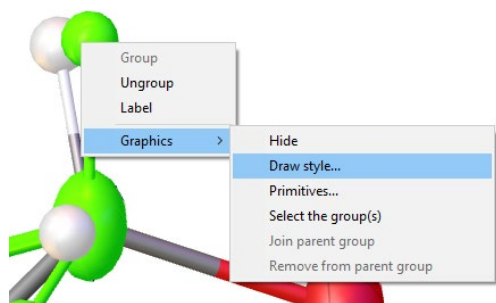 Group
Ungroup
Label
Graphics >
Hide
Draw style...
Primitives...
Select the group(s)
Join parent group
Remove from parent group